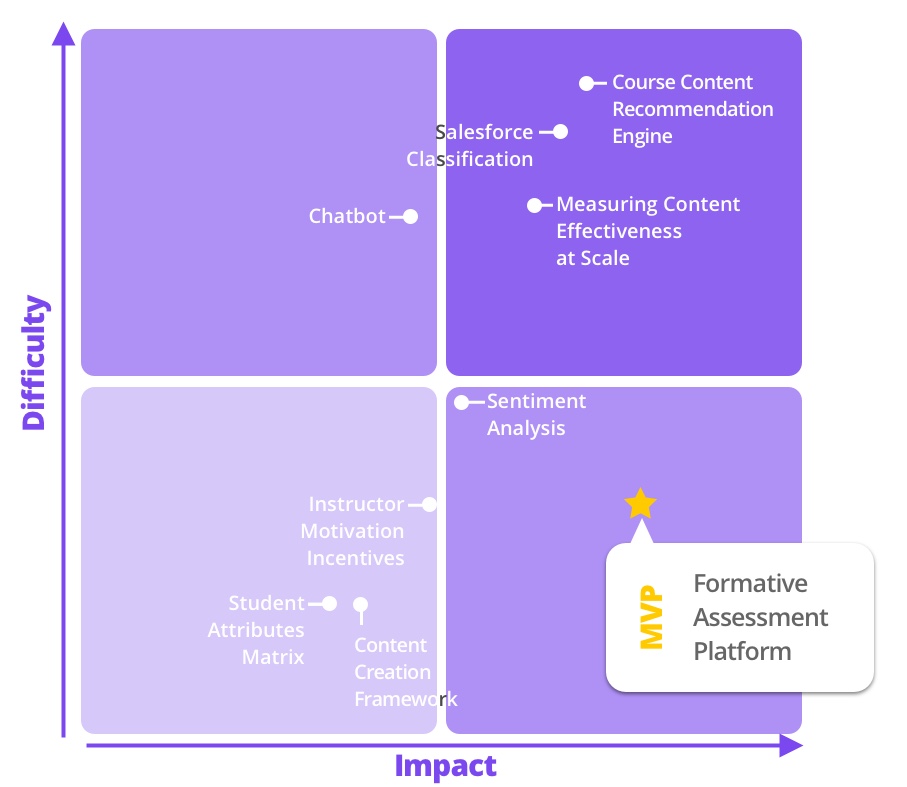 Course Content
Recommendation
Engine
Salesforce
Classification
Chatbot
Measuring Content
Effectiveness
at Scale
Difficulty
Sentiment
Analysis
Instructor
Motivation
Incentives
Student
Attributes
Matrix
Content
Creation
Framework
MVP
Formative
Assessment
Platform
Impact